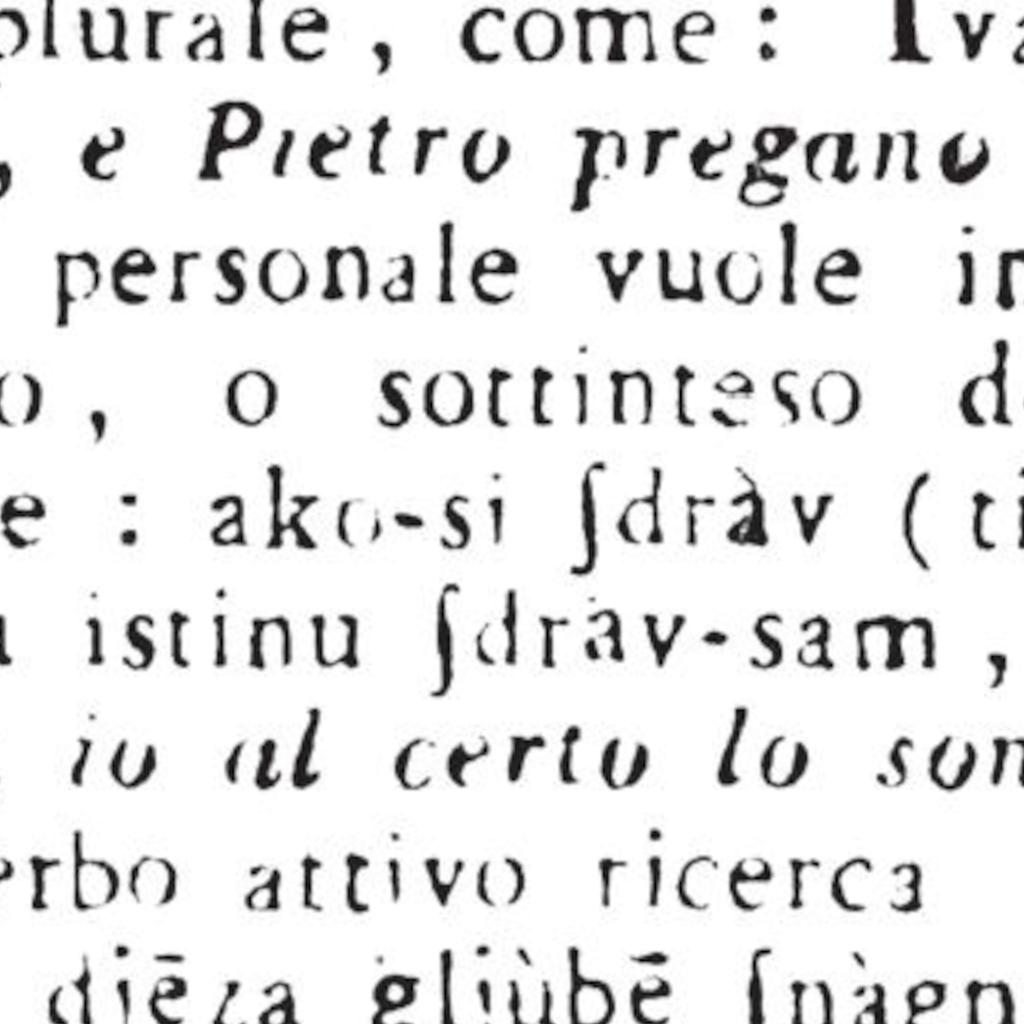 plurale, come: Iva
, e Pietro pregano
personale vuole in
o, o sottinteso d
e: ako-si ſdràv (ti
istinu ſdràv-sam,
io al certo lo son
erbo attivo ricerca
diēza gliùbē ſnàgn